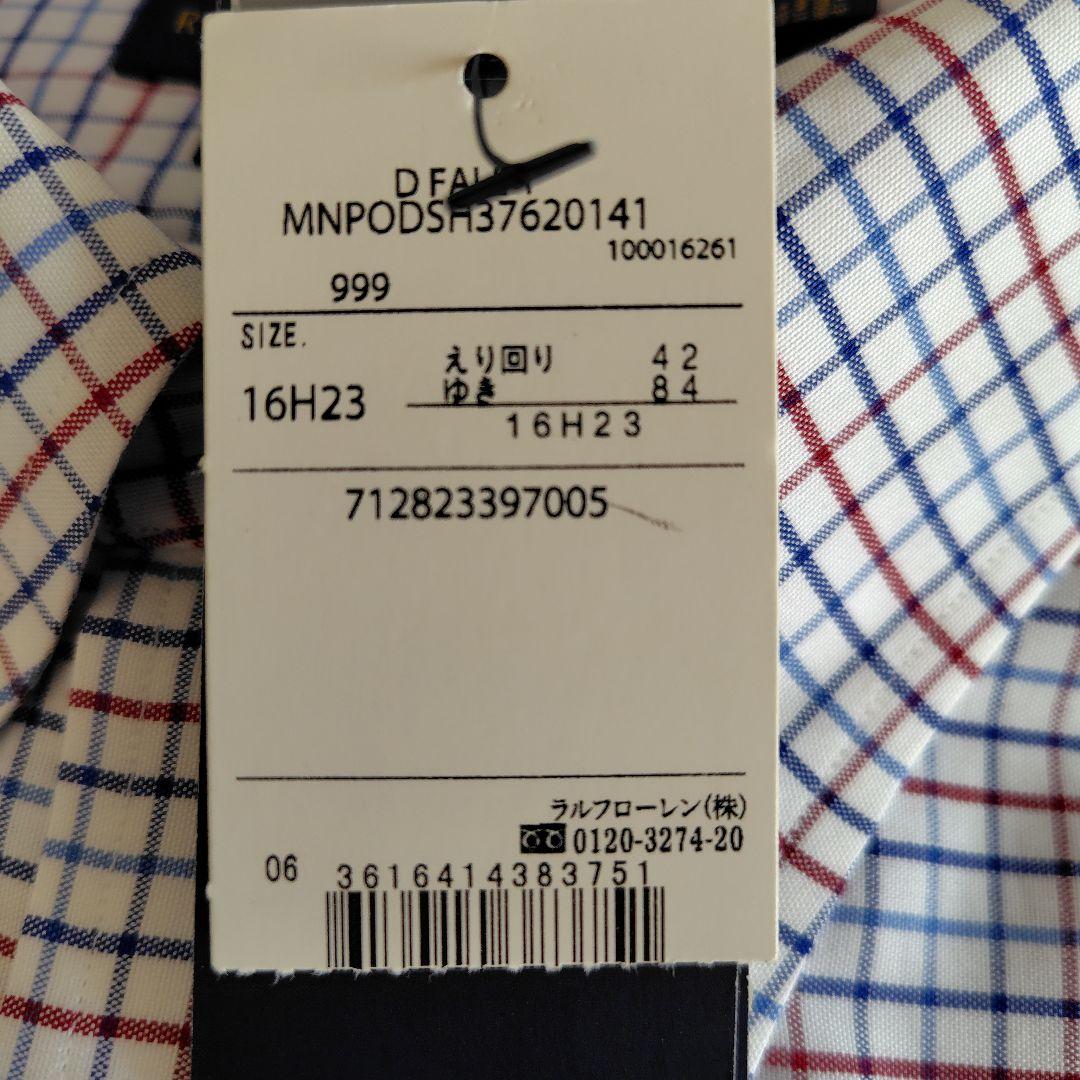 MNPODSH37620141
100016261
999
SIZE.
えり回り 42
16H23 ゆき 84
16H23
712823397005
ラルフローレン(株)
0120-3274-20
06 3616414383751